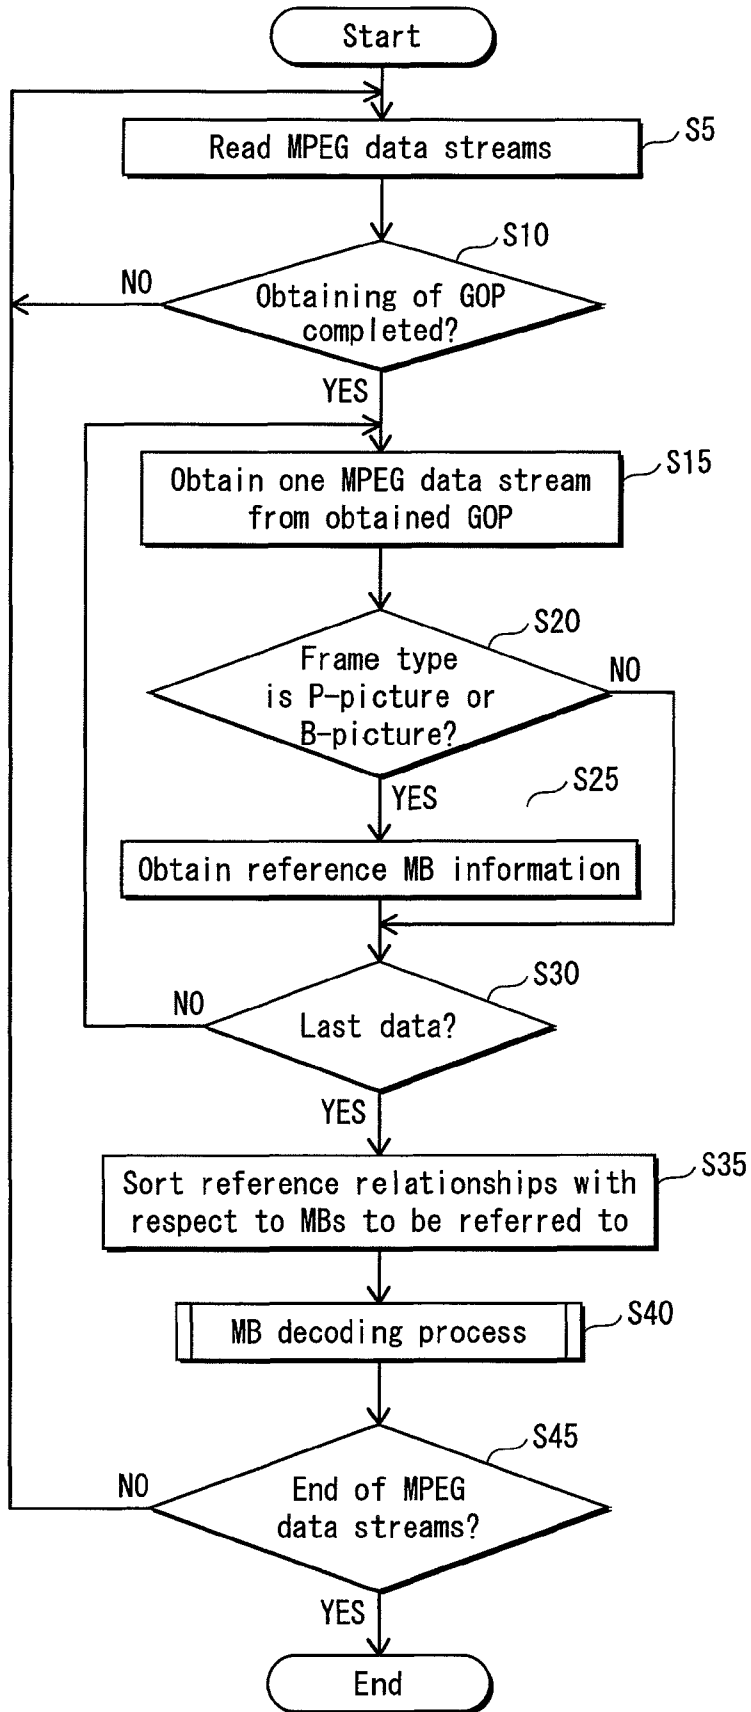 Start
Read MPEG data streams
S5
S10
NO
Obtaining of GOP
completed?
YES
S15
Obtain one MPEG data stream
from obtained GOP
S20
Frame type
is P-picture or
B-picture?
NO
YES
S25
Obtain reference MB information
S30
NO
Last data?
YES
S35
Sort reference relationships with
respect to MBs to be referred to
S40
MB decoding process
S45
NO
End of MPEG
data streams?
YES
End